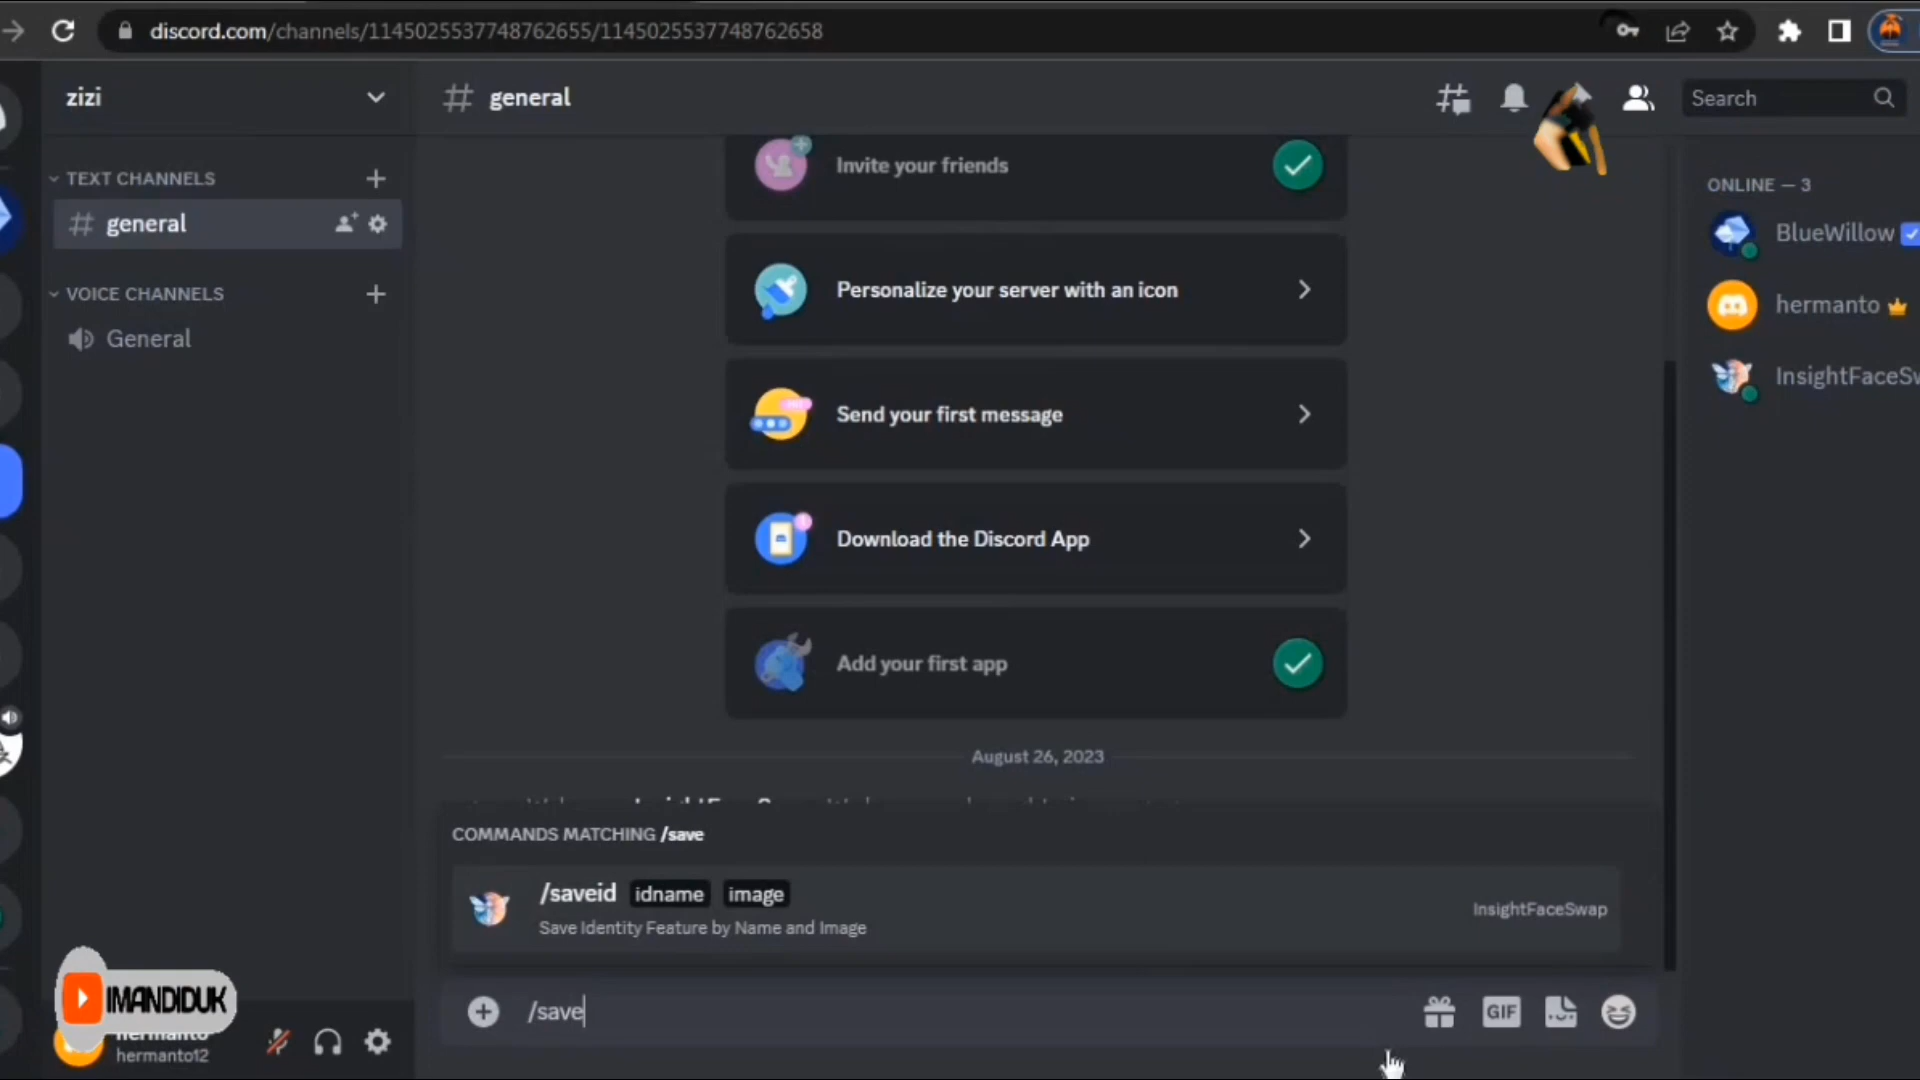 discord.com/channels/1145025537748762655/1145025537748762658
zizi
general
Search
TEXT CHANNELS
general
VOICE CHANNELS
General
Invite your friends
Personalize your server with an icon
Send your first message
Download the Discord App
Add your first app
August 26, 2023
ONLINE — 3
BlueWillow
hermanto
InsightFaceSw
COMMANDS MATCHING /save
/saveid idname image
Save Identity Feature by Name and Image
InsightFaceSwap
/save
GIF
IMANDIDUK
hermanto
hermanto12